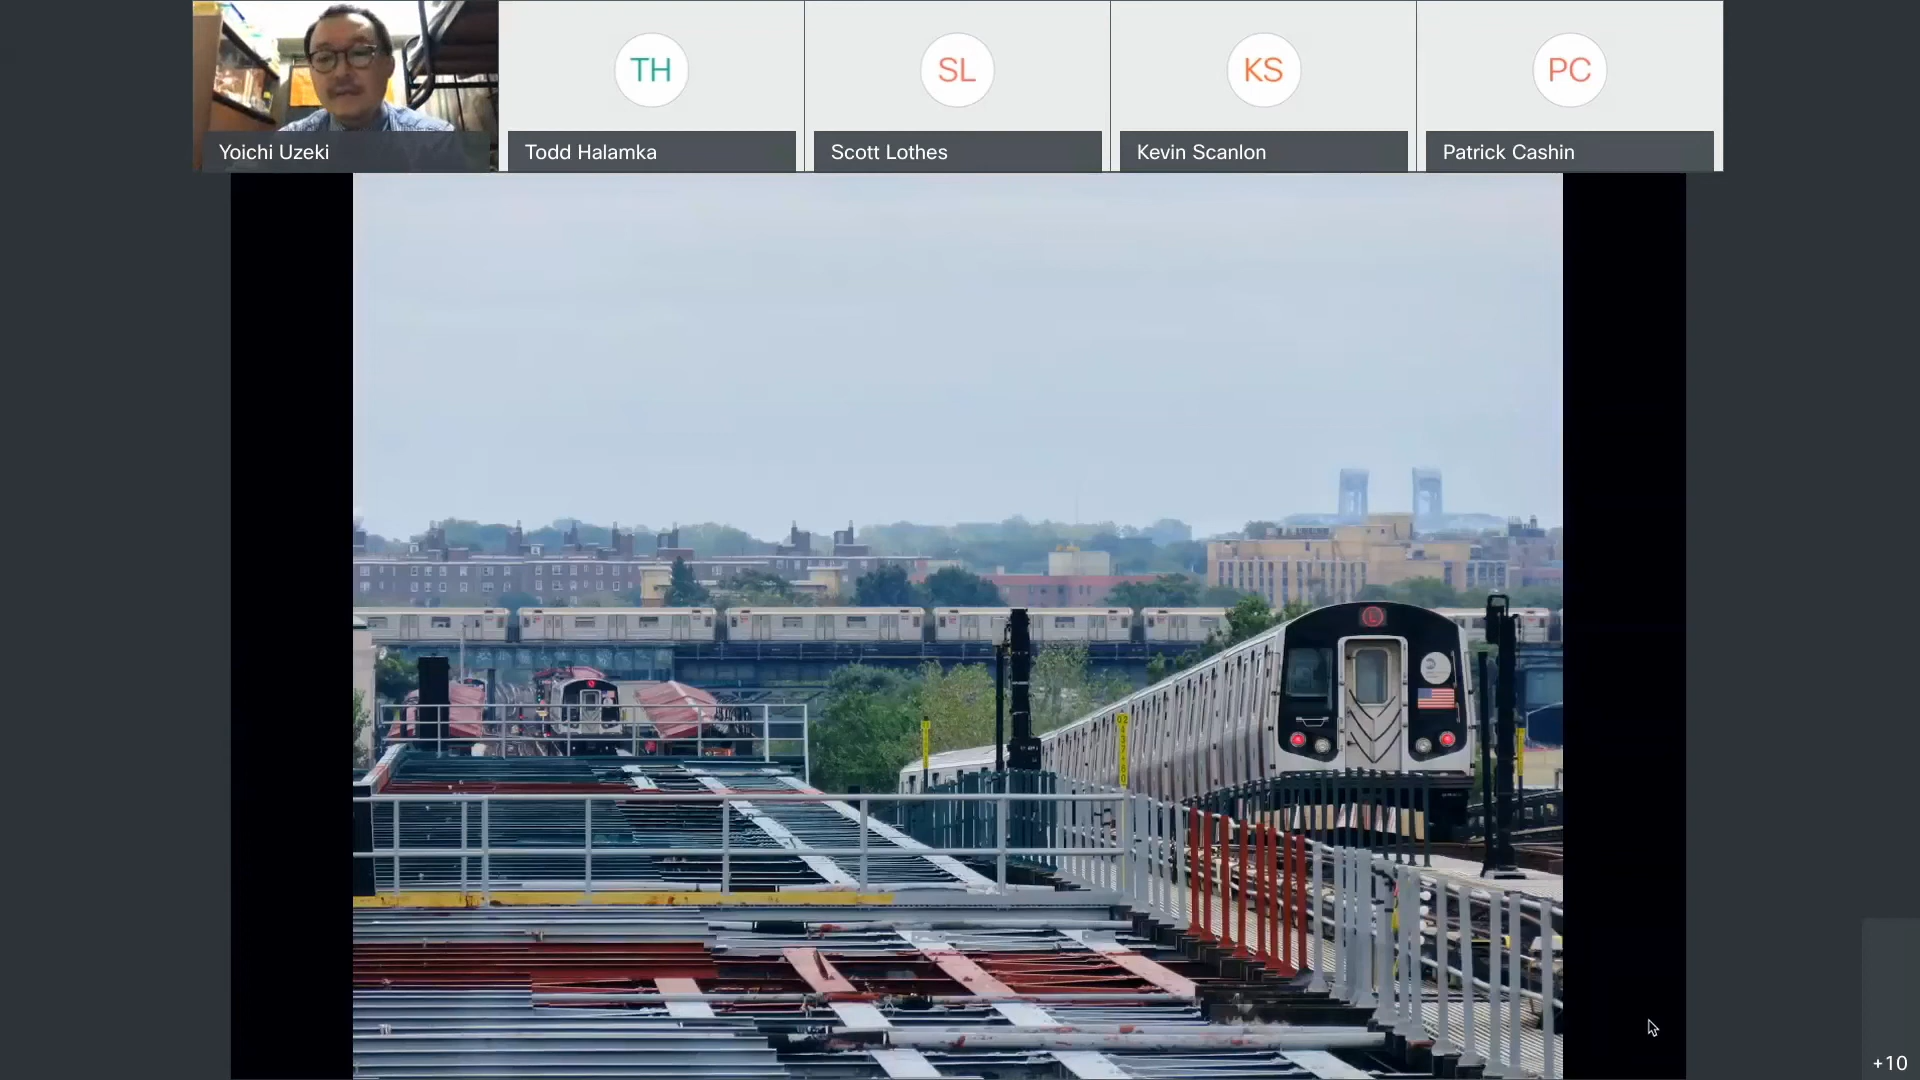 TH
SL
KS
PC
Yoichi Uzeki
Todd Halamka
Scott Lothes
Kevin Scanlon
Patrick Cashin
L
+10